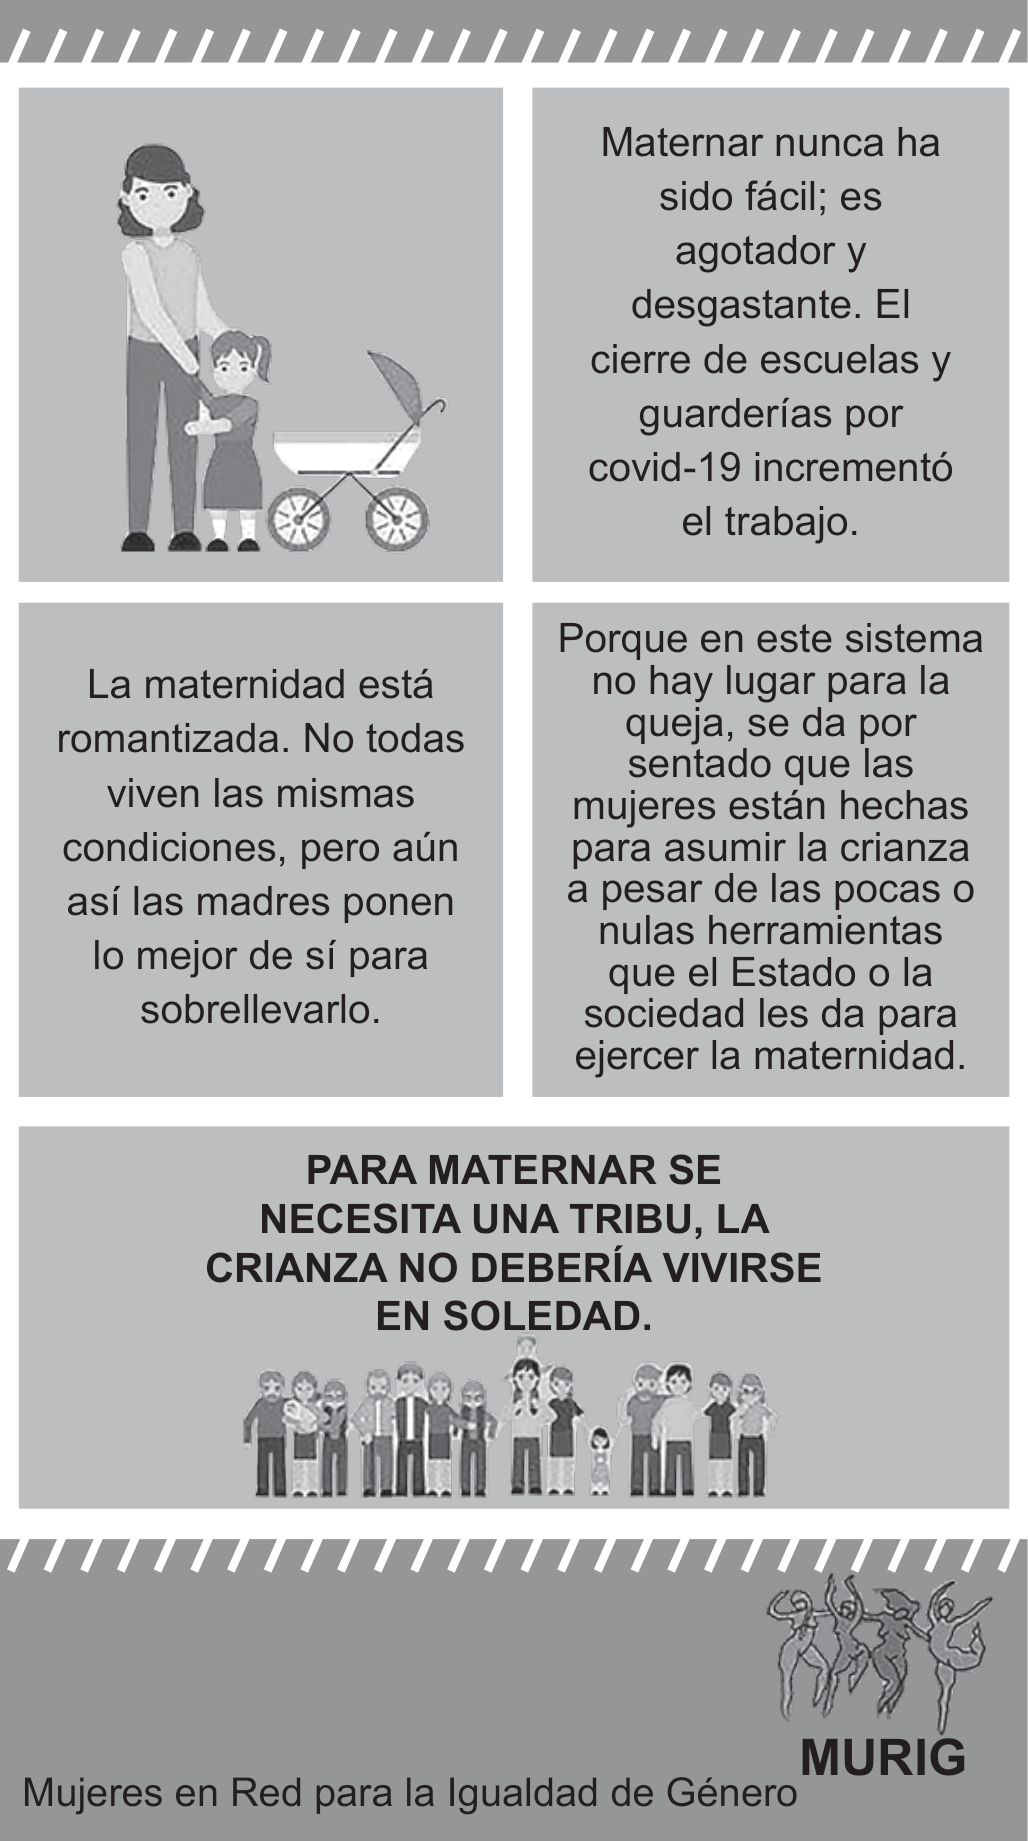 Maternar nunca ha
sido fácil; es
agotador y
desgastante. El
cierre de escuelas y
guarderías por
covid-19 incrementó
el trabajo.
La maternidad está
romantizada. No todas
viven las mismas
condiciones, pero aún
así las madres ponen
lo mejor de sí para
sobrellevarlo.
Porque en este sistema
no hay lugar para la
queja, se da por
sentado que las
mujeres están hechas
para asumir la crianza
a pesar de las pocas o
nulas herramientas
que el Estado o la
sociedad les da para
ejercer la maternidad.
PARA MATERNAR SE
NECESITA UNA TRIBU, LA
CRIANZA NO DEBERÍA VIVIRSE
EN SOLEDAD.
MURIG
Mujeres en Red para la Igualdad de Género